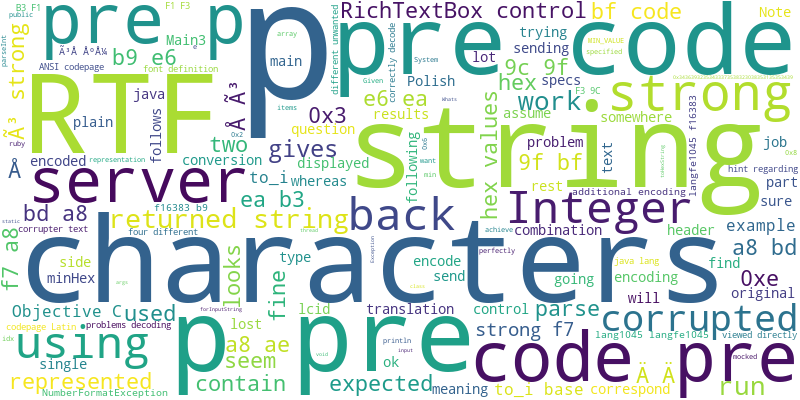 pre p
p
pre code
RichTextBox control
bf code
Note
B3 F1
F1 F3
public
Main3
b9 e6
ANSI codepage
font definition
parseInt
strong
RTF
main
trying
sending
lot
array
different unwanted
correctly decode
System
MIN_VALUE
specified
Polish
9c 9f
specs
hex
strong
java
plain
follows
items
Given
e6 ea
results
0x3
question
two
work
assume
somewhere
F3 9C
string
hex values
ruby
encoded
representation
conversion
gives
displayed
whereas
0x2
following
0x6
want
min
problem
9f bf
rest
text
job
0x8
hint regarding
langfe1045 f16383
server
to_i
ea b3
additional encoding
part
sure
Integer
bd a8
returned string
back
combination
header
example
f16383 b9
corrupter text
four different
thread
Exception
perfectly
achieve
static
f7 a8
characters
a8 bd
side
minHex
looks
type
encode
send
going
encoding
java lang
find
will
0xe
original
args
lcid
translation
control
class
Objective C
used
fine
forInputString
println
input
parse
corrupted
codepage Latin
problems decoding
idx
using
single
lost
a8 ae
ok
strong f7
lang1045 langfe1045
viewed directly
p
pre
code
pre
void
seem
expected
meaning
to_i base
correspond
mocked
represented
contain
NumberFormatException
run